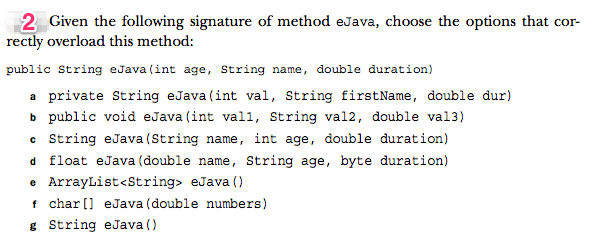 2 Given the following signature of method eJava, choose the options that cor-
rectly overload this method:
public String eJava(int age, String name, double duration)
a private String eJava(int val, String firstName, double dur)
b public void eJava(int val1, String val2, double val3)
c String eJava(String name, int age, double duration)
d float eJava(double name, String age, byte duration)
e ArrayList<String> eJava()
f char[] eJava(double numbers)
g String eJava()